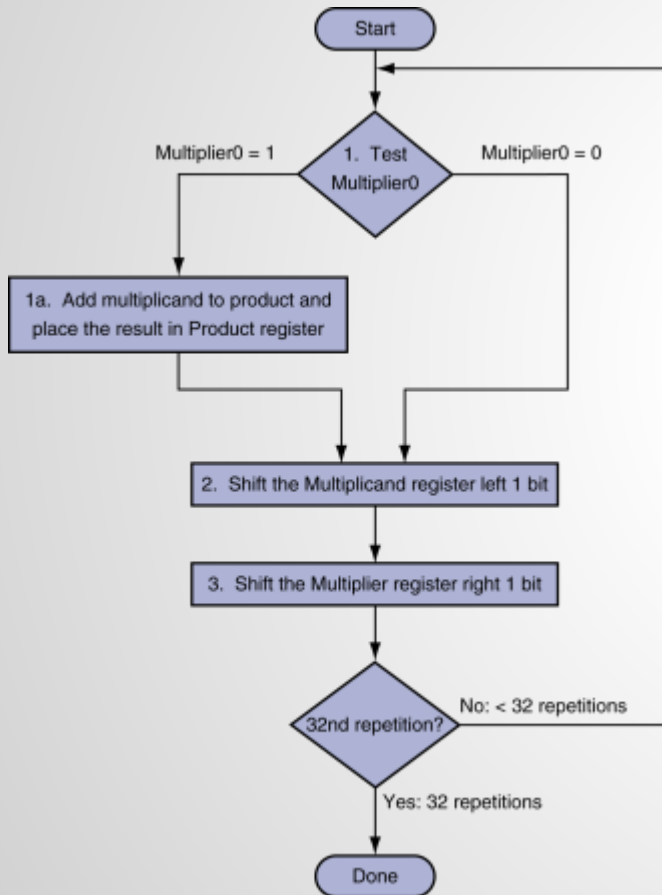 Start
Multiplier0 = 1
1. Test
Multiplier0
Multiplier0 = 0
1a. Add multiplicand to product and
place the result in Product register
2. Shift the Multiplicand register left 1 bit
3. Shift the Multiplier register right 1 bit
32nd repetition?
No: < 32 repetitions
Yes: 32 repetitions
Done